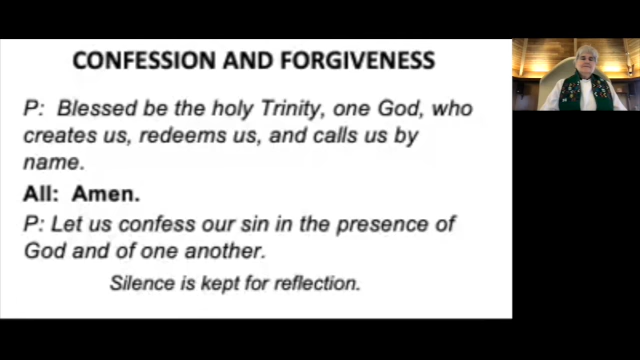 CONFESSION AND FORGIVENESS
P: Blessed be the holy Trinity, one God, who
creates us, redeems us, and calls us by
name.
All: Amen.
P: Let us confess our sin in the presence of
God and of one another.
Silence is kept for reflection.